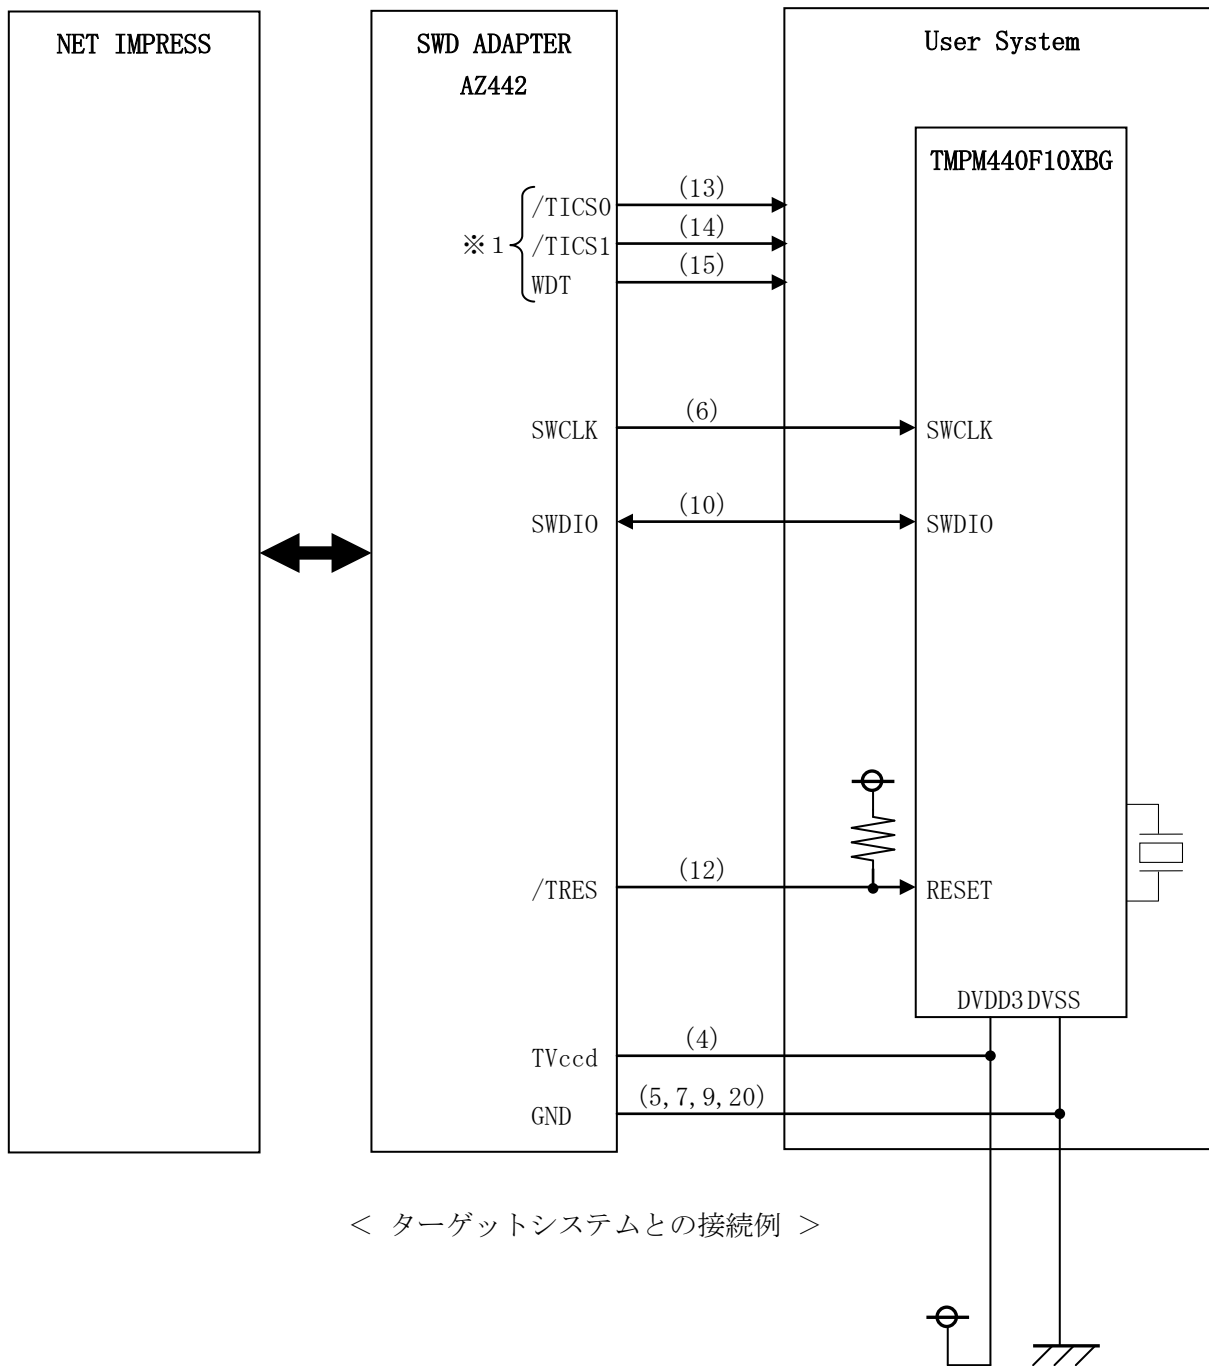 NET IMPRESS
SWD ADAPTER
AZ442
User System
TMPM440F10XBG
※1
/TICS0
(13)
/TICS1
(14)
WDT
(15)
SWCLK
(6)
SWCLK
SWDIO
(10)
SWDIO
/TRES
(12)
RESET
DVDD3
DVSS
TVccd
(4)
GND
(5,7,9,20)
< ターゲットシステムとの接続例 >